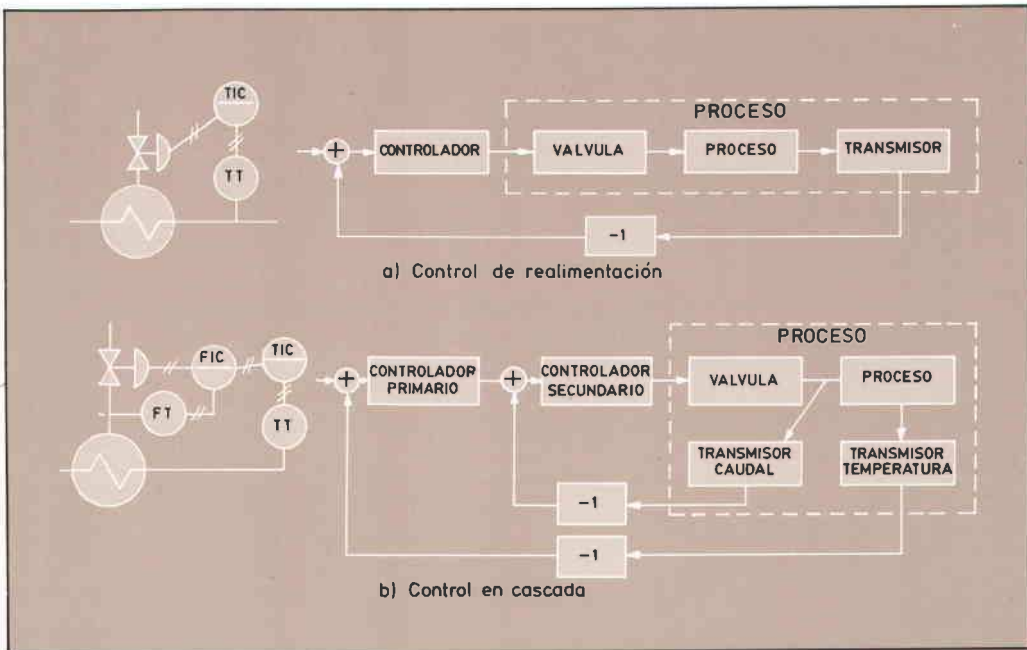 TIC
TT
PROCESO
CONTROLADOR
VALVULA
PROCESO
TRANSMISOR
+
-1
a) Control de realimentación
FIC
TIC
FT
TT
PROCESO
+
CONTROLADOR
PRIMARIO
+
CONTROLADOR
SECUNDARIO
VALVULA
PROCESO
TRANSMISOR
CAUDAL
TRANSMISOR
TEMPERATURA
-1
-1
b) Control en cascada